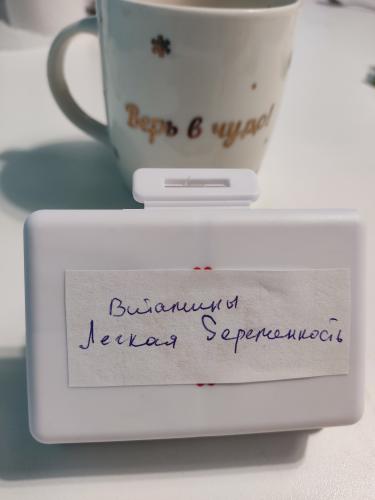 Верь в чудо!
Витамины
Легкая беременность